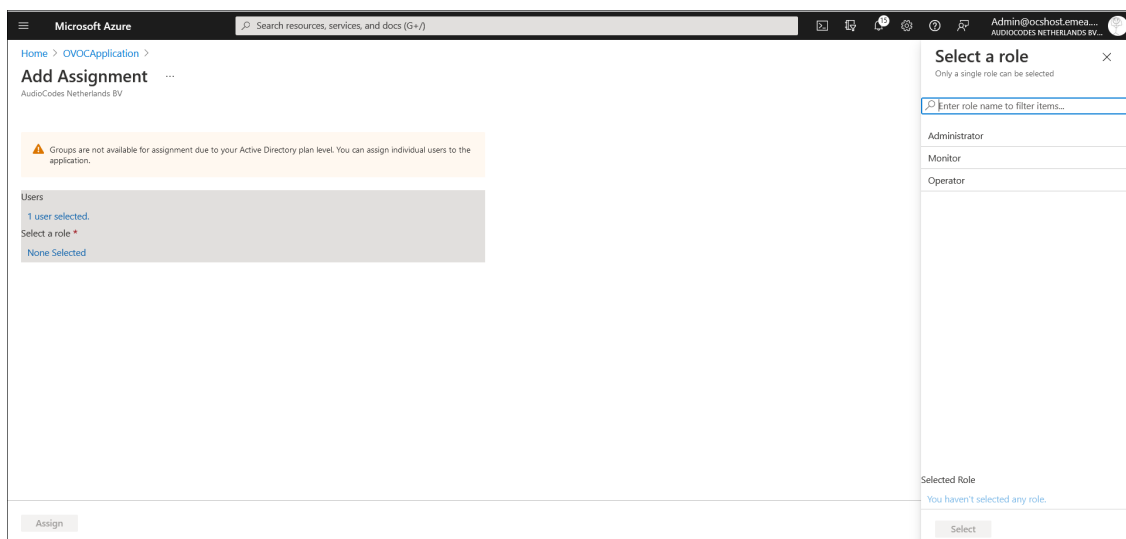 Microsoft Azure
Search resources, services, and docs (G+/)
15
Admin@ocshost.emea....
AUDIOCODES NETHERLANDS BV...
Home > OVOCApplication >
Add Assignment ...
AudioCodes Netherlands BV
Groups are not available for assignment due to your Active Directory plan level. You can assign individual users to the
application.
Users
1 user selected.
Select a role *
None Selected
Assign
Select a role
Only a single role can be selected
Enter role name to filter items...
Administrator
Monitor
Operator
Selected Role
You haven't selected any role.
Select